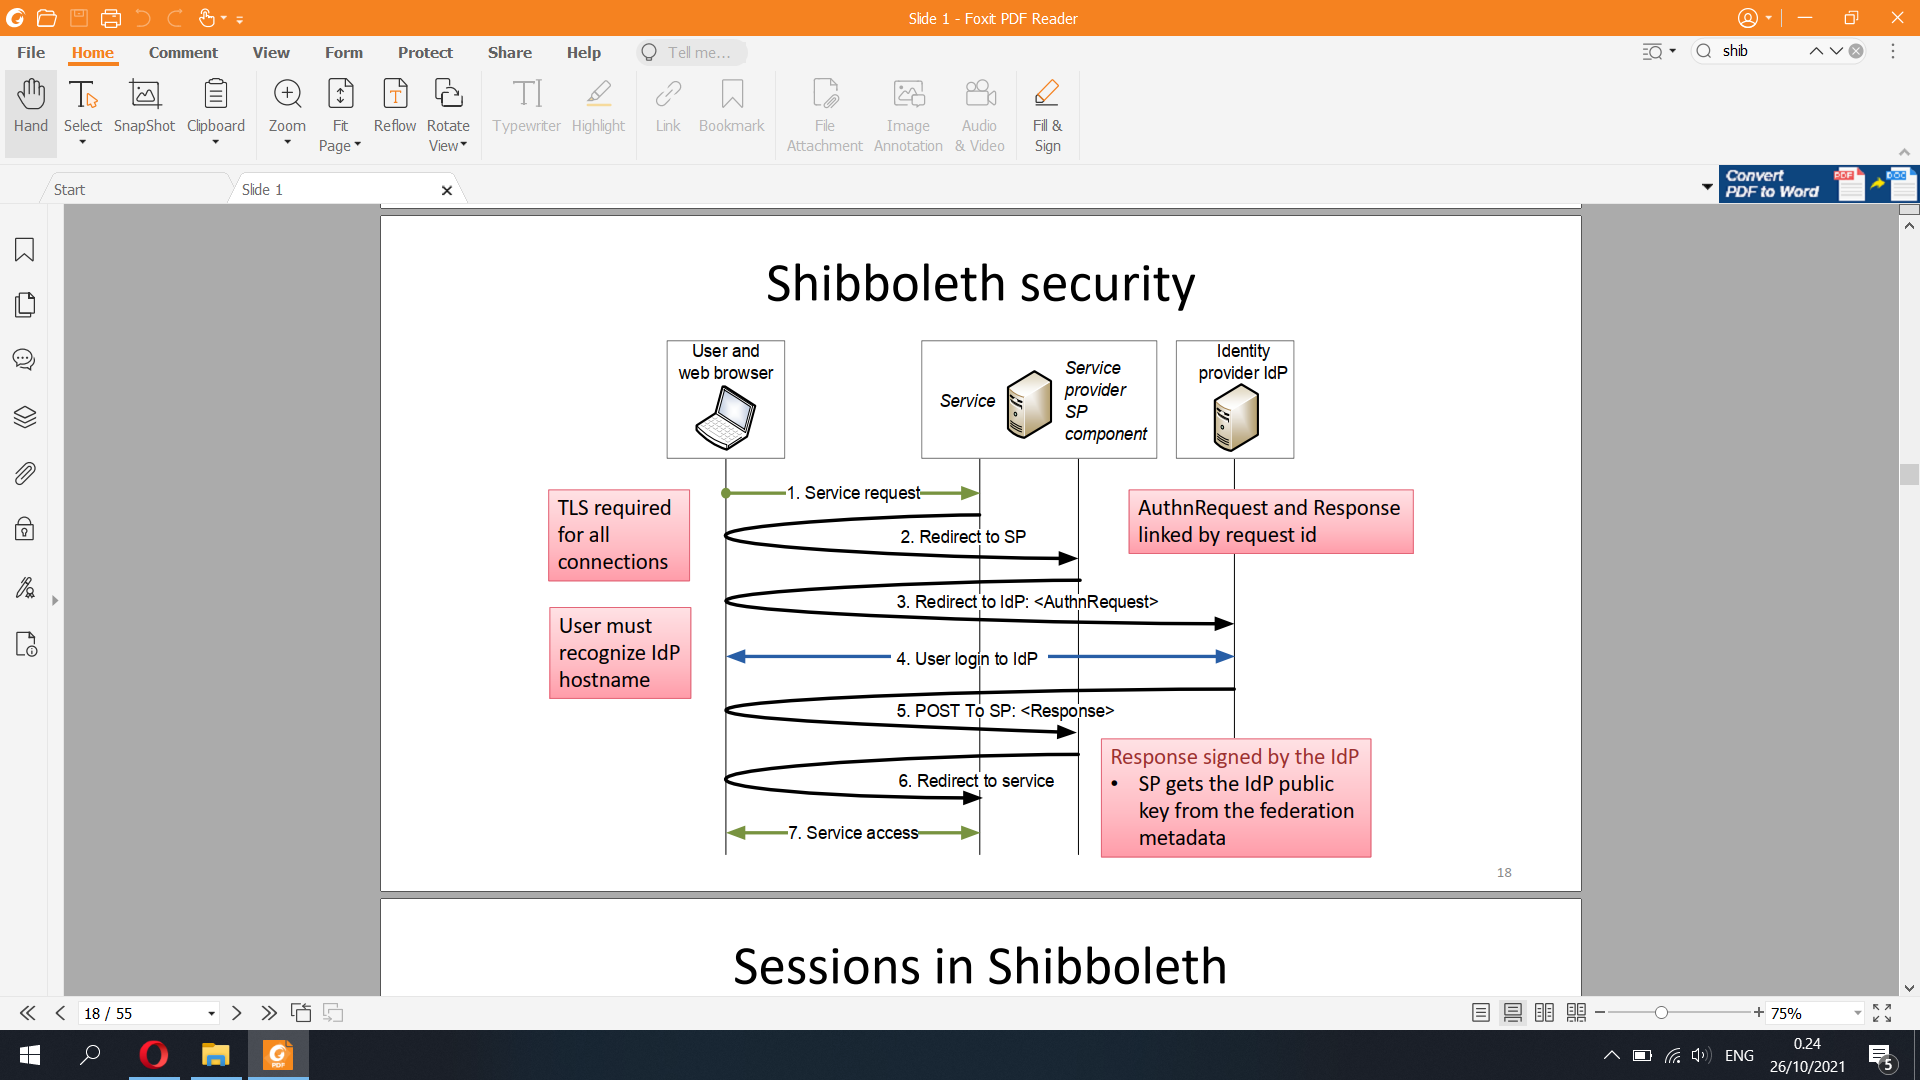 Slide 1 - Foxit PDF Reader
File Home Comment View Form Protect Share Help Tell me... shib
Hand Select SnapShot Clipboard Zoom Fit Page Reflow Rotate View Typewriter Highlight Link Bookmark File Attachment Image Annotation Audio & Video Fill & Sign
Start Slide 1
Convert
PDF to Word
PDF DOC
Shibboleth security
User and
web browser
Service
Service
provider
SP
component
Identity
provider IdP
1. Service request
TLS required
for all
connections
AuthnRequest and Response
linked by request id
2. Redirect to SP
3. Redirect to IdP: <AuthnRequest>
User must
recognize IdP
hostname
4. User login to IdP
5. POST To SP: <Response>
6. Redirect to service
Response signed by the IdP
• SP gets the IdP public
key from the federation
metadata
7. Service access
18
Sessions in Shibboleth
18 / 55
75%
PDF
ENG
0.24
26/10/2021
5